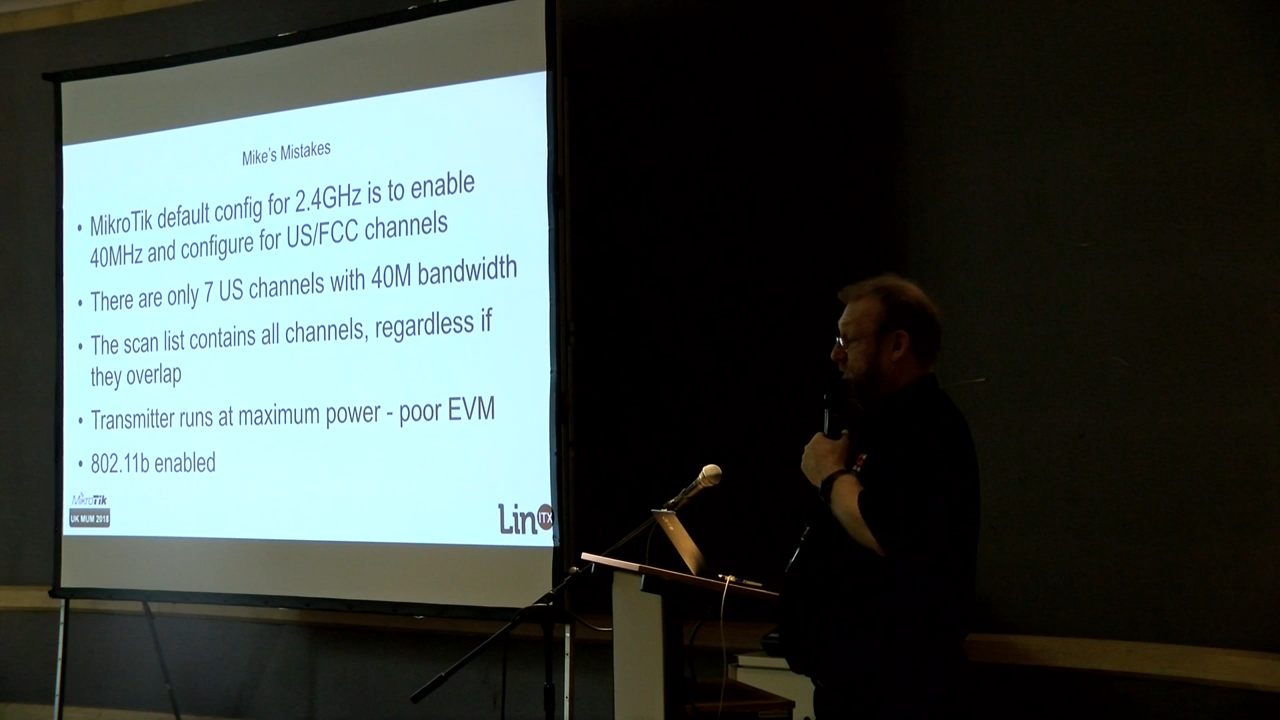 Mike's Mistakes
• MikroTik default config for 2.4GHz is to enable
40MHz and configure for US/FCC channels
• There are only 7 US channels with 40M bandwidth
• The scan list contains all channels, regardless if
they overlap
• Transmitter runs at maximum power - poor EVM
• 802.11b enabled
MikroTik
UK MUM 2018
Lin ITX